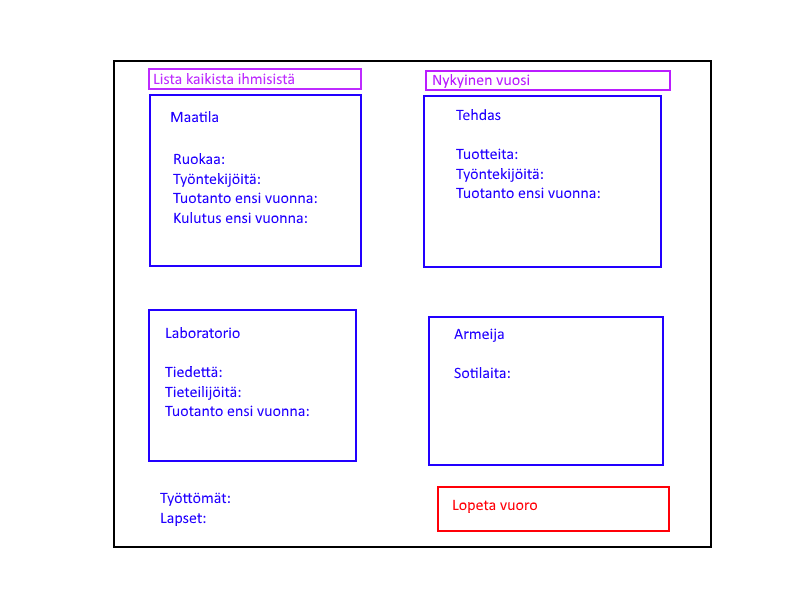 Lista kaikista ihmisistä
Nykyinen vuosi
Maatila
Ruokaa:
Työntekijöitä:
Tuotanto ensi vuonna:
Kulutus ensi vuonna:
Tehdas
Tuotteita:
Työntekijöitä:
Tuotanto ensi vuonna:
Laboratorio
Tiedettä:
Tieteilijöitä:
Tuotanto ensi vuonna:
Armeija
Sotilaita:
Työttömät:
Lapset:
Lopeta vuoro